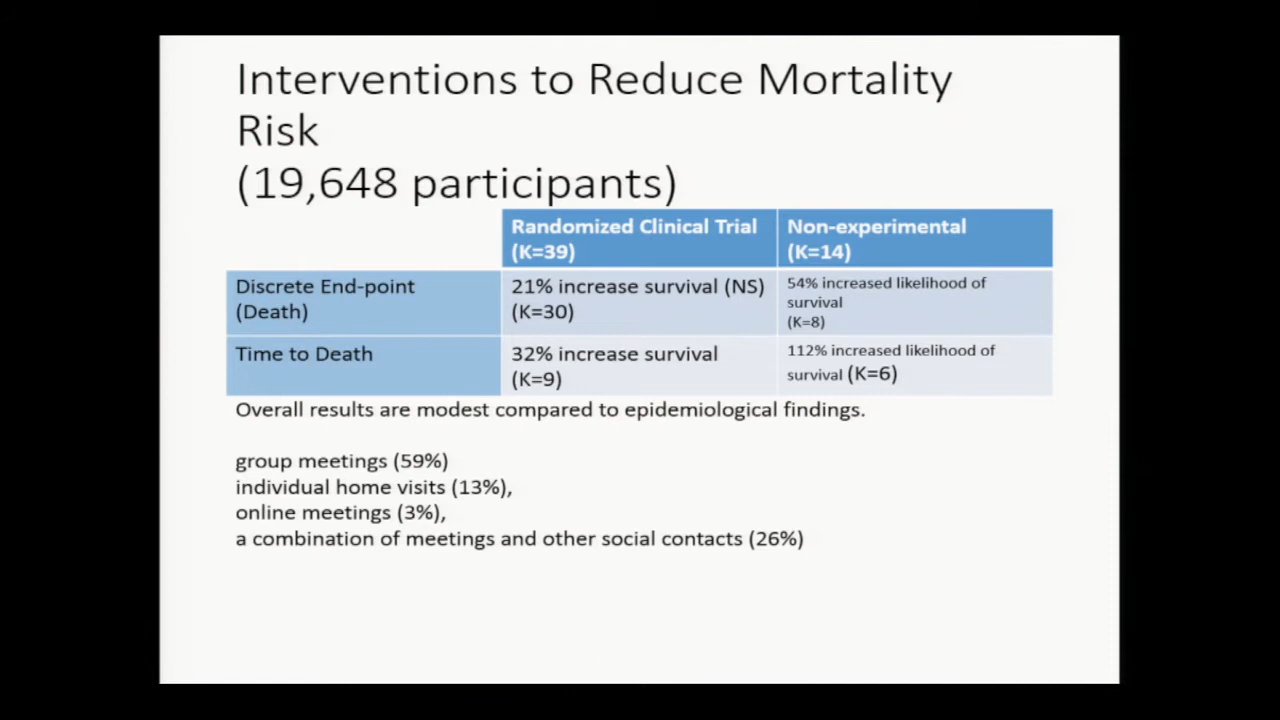 Interventions to Reduce Mortality
Risk
(19,648 participants)
Randomized Clinical Trial
(K=39)
Non-experimental
(K=14)
Discrete End-point
(Death)
21% increase survival (NS)
(K=30)
54% increased likelihood of
survival
(K=8)
Time to Death
32% increase survival
(K=9)
112% increased likelihood of
survival (K=6)
Overall results are modest compared to epidemiological findings.
group meetings (59%)
individual home visits (13%),
online meetings (3%),
a combination of meetings and other social contacts (26%)